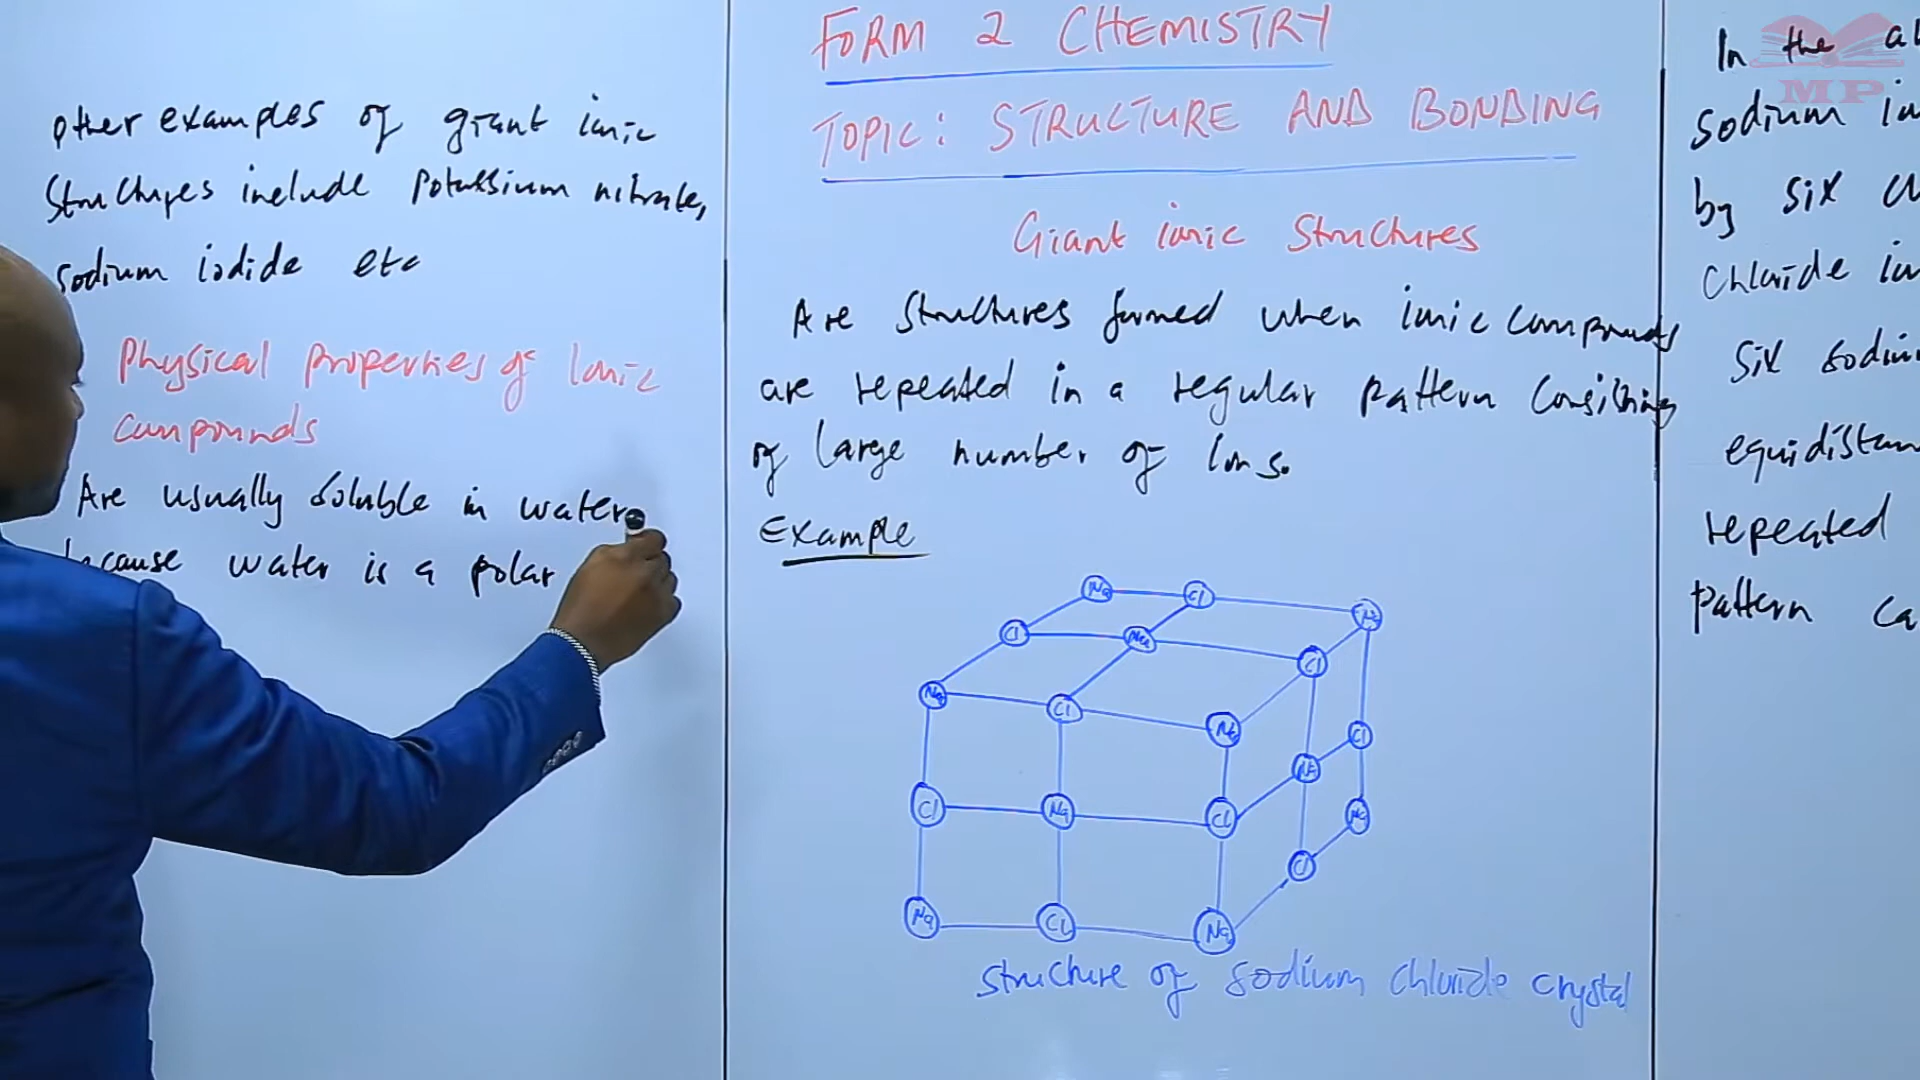 other examples of giant ionic
structures include potassium nitrate,
sodium iodide etc
Physical properties of Ionic
compounds
Are usually soluble in water
because water is a polar
FORM 2 CHEMISTRY
TOPIC: STRUCTURE AND BONDING
Giant ionic structures
Are structures formed when ionic compounds
are repeated in a regular pattern consisting
of large number of ions.
Example
Na Cl Na
Cl Na Cl
Na Cl Na
Cl
Na
Cl Na Cl
Na
Cl
Na Cl Na
structure of sodium chloride crystal
In the
sodium
by six
chloride
six
repeated
pattern
MP